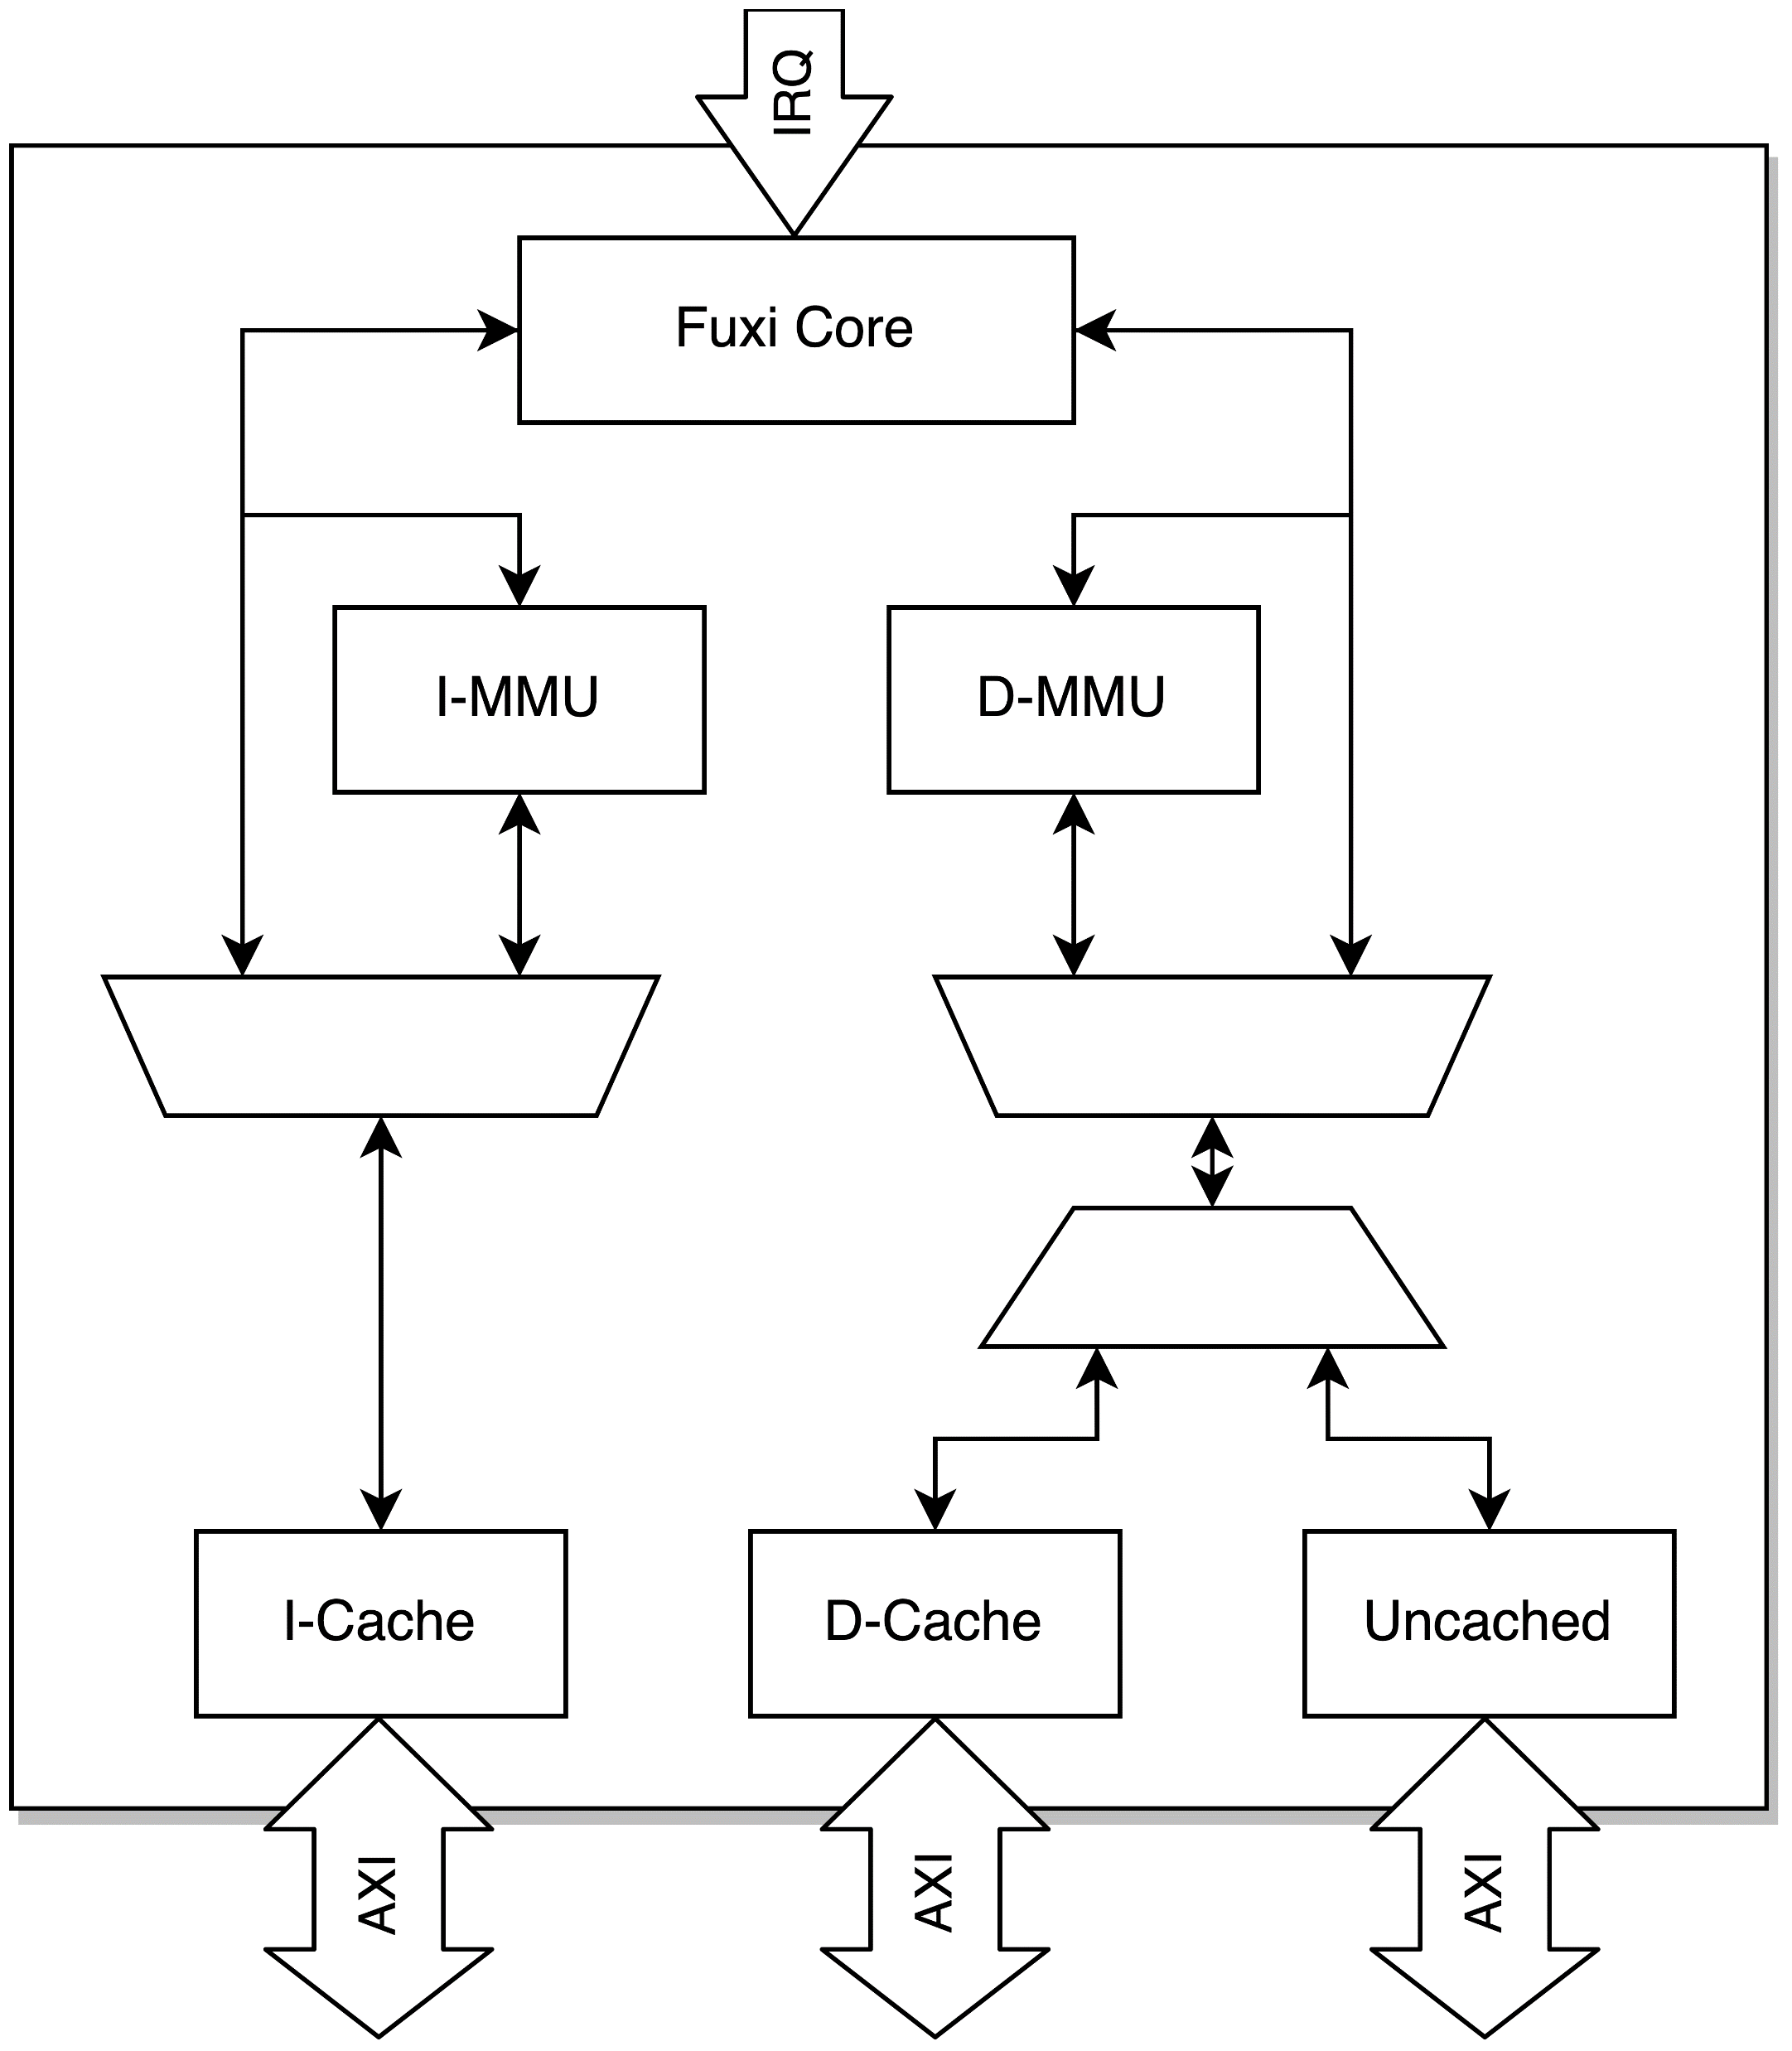 IRQ
Fuxi Core
I-MMU
D-MMU
I-Cache
D-Cache
Uncached
AXI
AXI
AXI